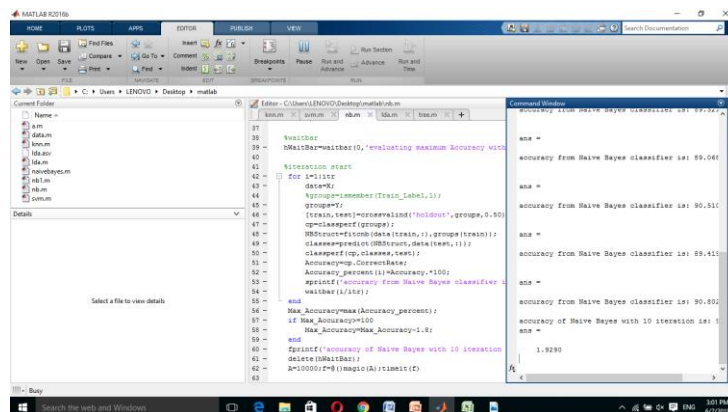 MATLAB R2016b
HOME PLOTS APPS EDITOR PUBLISH VIEW
Search Documentation
New Open Save Find Files Compare Print Go To Find Insert Comment Indent Breakpoints Pause Run and Advance Run Section Advance Run and Time
FILE NAVIGATE EDIT BREAKPOINTS RUN
C: Users LENOVO Desktop matlab
Current Folder
Name
a.m
data.m
knn.m
lda.asv
lda.m
naivebayes.m
nb.m
nb1.m
svm.m
Details
Select a file to view details
Editor - C:\Users\LENOVO\Desktop\matlab\nb.m
knn.m svm.m nb.m lda.m tree.m
37
38 %waitbar
39 hWaitBar=waitbar(0,'evaluating maximum Accuracy with
40
41 %iteration start
42 for i=1:itr
43 data=X;
44 %groups=ismember(Train_Label,1);
45 groups=Y;
46 [train,test]=crossvalind('holdout',groups,0.50)
47 cp=classperf(groups);
48 NBStruct=fitcnb(data(train,:),groups(train));
49 classes=predict(NBStruct,data(test,:));
50 classperf(cp,classes,test);
51 Accuracy=cp.CorrectRate;
52 Accuracy_percent(i)=Accuracy.*100;
53 sprintf('accuracy from Naive Bayes classifier i
54 waitbar(i/itr);
55 end
56 Max_Accuracy=max(Accuracy_percent);
57 if Max_Accuracy>=100
58 Max_Accuracy=Max_Accuracy-1.8;
59 end
60 fprintf('accuracy of Naive Bayes with 10 iteration
61 delete(hWaitBar);
62 A=10000;f=@()magic(A);timeit(f)
63
Command Window
ans =
accuracy from Naive Bayes classifier is: 89.068
ans =
accuracy from Naive Bayes classifier is: 90.510
ans =
accuracy from Naive Bayes classifier is: 89.419
ans =
accuracy from Naive Bayes classifier is: 90.802
accuracy of Naive Bayes with 10 iteration is:
ans =
1.9290
Busy
Search the web and Windows
ENG 3:01 PM